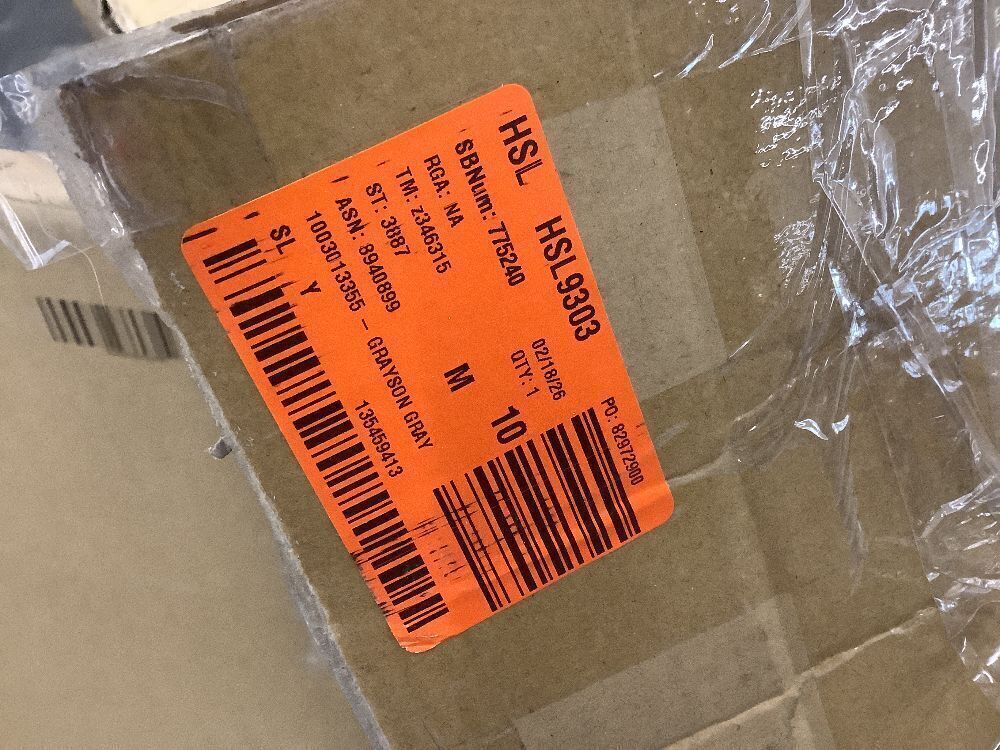 HSL HSL9303
SBNum: 775240
02/18/26
RGA: NA
QTY: 1
PO: 82972900
TM: z346315
M 10
ST: 3887
ASN: 8940899
1003013355 - GRAYSON GRAY
SL Y
135459413